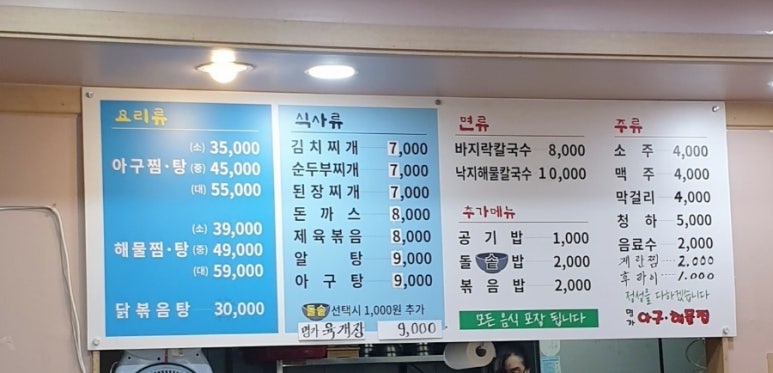 요리류
(소) 35,000
아구찜·탕 (중) 45,000
(대) 55,000
(소) 39,000
해물찜·탕 (중) 49,000
(대) 59,000
닭볶음탕 30,000
식사류
김치찌개 7,000
순두부찌개 7,000
된장찌개 7,000
돈까스 8,000
제육볶음 8,000
알탕 9,000
아구탕 9,000
돌솥 선택시 1,000원 추가
명가 육개장 9,000
면류
바지락칼국수 8,000
낙지해물칼국수 10,000
추가메뉴
공기밥 1,000
돌솥밥 2,000
볶음밥 2,000
모든 음식 포장 됩니다
주류
소주 4,000
맥주 4,000
막걸리 4,000
청하 5,000
음료수 2,000
계란찜 2.000
후라이 1.000
정성을 다하겠습니다
명가 아구·해물찜